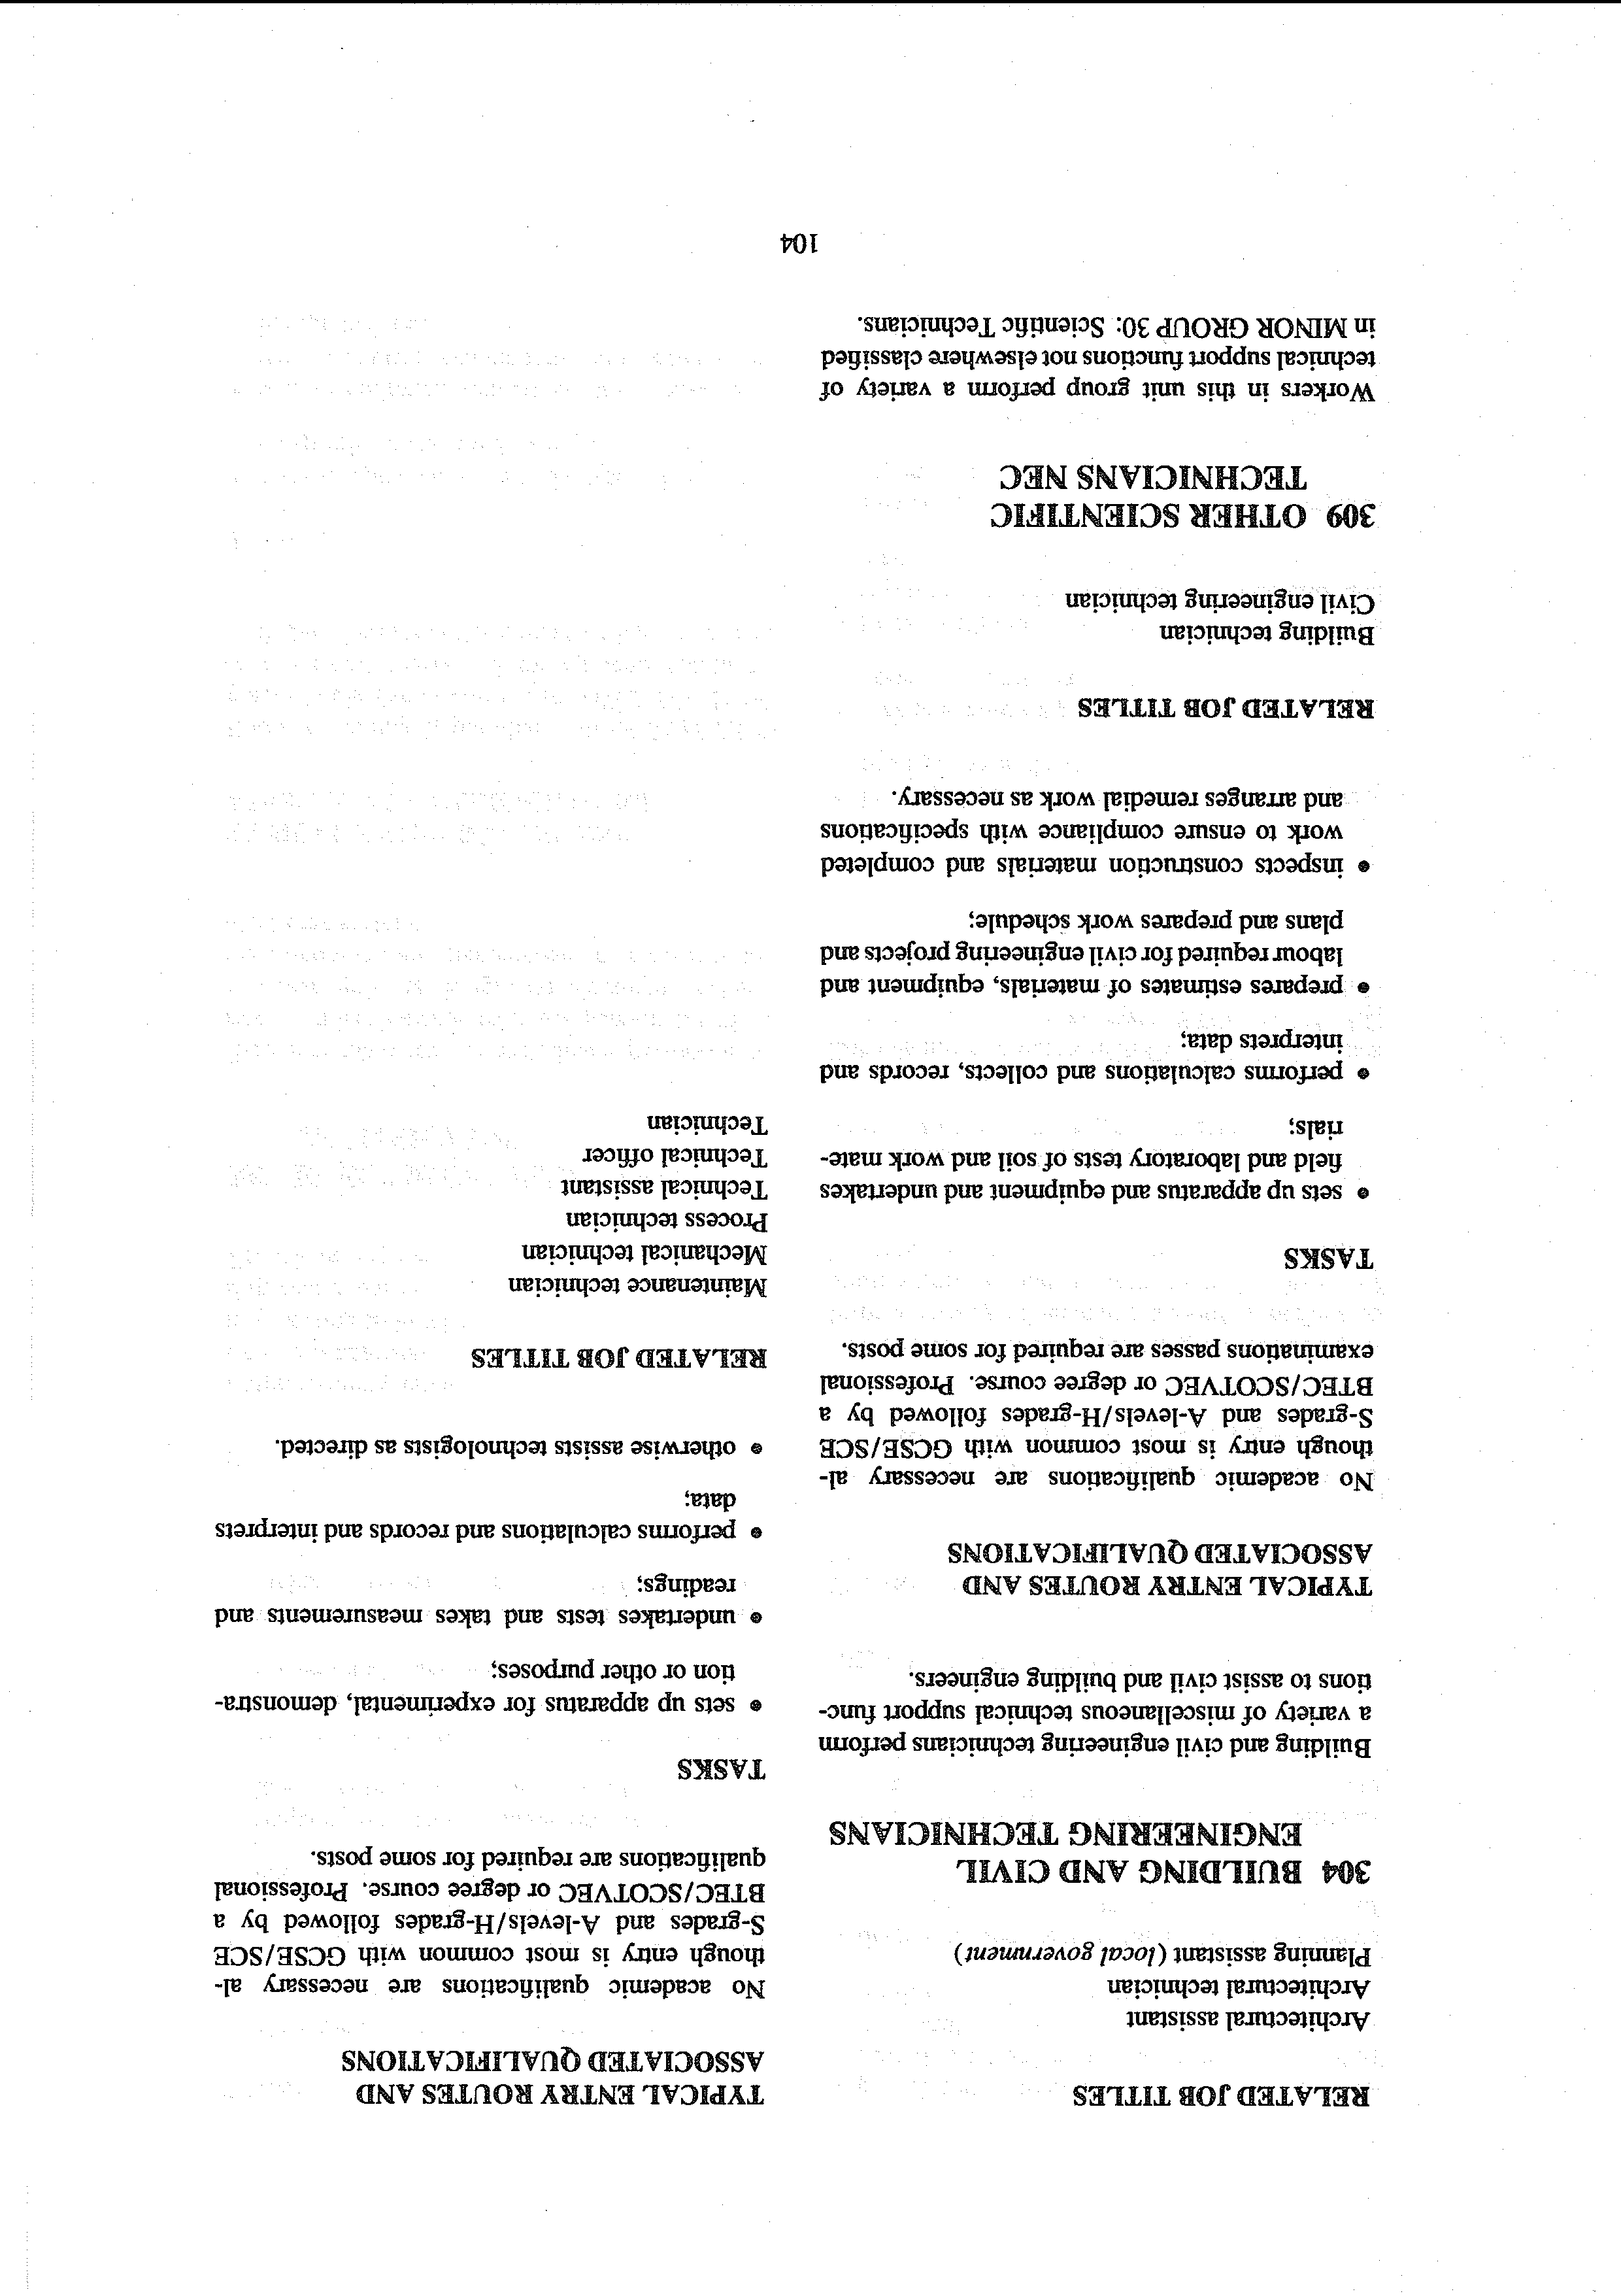 RELATED JOB TITLES
Architectural assistant
Architectural technician
Planning assistant (local government)
304 BUILDING AND CIVIL
ENGINEERING TECHNICIANS
Building and civil engineering technicians perform
a variety of miscellaneous technical support func-
tions to assist civil and building engineers.
TYPICAL ENTRY ROUTES AND
ASSOCIATED QUALIFICATIONS
No academic qualifications are necessary al-
though entry is most common with GCSE/SCE
S-grades and A-levels/H-grades followed by a
BTEC/SCOTVEC or degree course. Professional
examinations passes are required for some posts.
TASKS
• sets up apparatus and equipment and undertakes
field and laboratory tests of soil and work mate-
rials;
• performs calculations and collects, records and
interprets data;
• prepares estimates of materials, equipment and
labour required for civil engineering projects and
plans and prepares work schedule;
• inspects construction materials and completed
work to ensure compliance with specifications
and arranges remedial work as necessary.
RELATED JOB TITLES
Building technician
Civil engineering technician
309 OTHER SCIENTIFIC
TECHNICIANS NEC
Workers in this unit group perform a variety of
technical support functions not elsewhere classified
in MINOR GROUP 30: Scientific Technicians.
TYPICAL ENTRY ROUTES AND
ASSOCIATED QUALIFICATIONS
No academic qualifications are necessary al-
though entry is most common with GCSE/SCE
S-grades and A-levels/H-grades followed by a
BTEC/SCOTVEC or degree course. Professional
qualifications are required for some posts.
TASKS
• sets up apparatus for experimental, demonstra-
tion or other purposes;
• undertakes tests and takes measurements and
readings;
• performs calculations and records and interprets
data;
• otherwise assists technologists as directed.
RELATED JOB TITLES
Maintenance technician
Mechanical technician
Process technician
Technical assistant
Technical officer
Technician
104